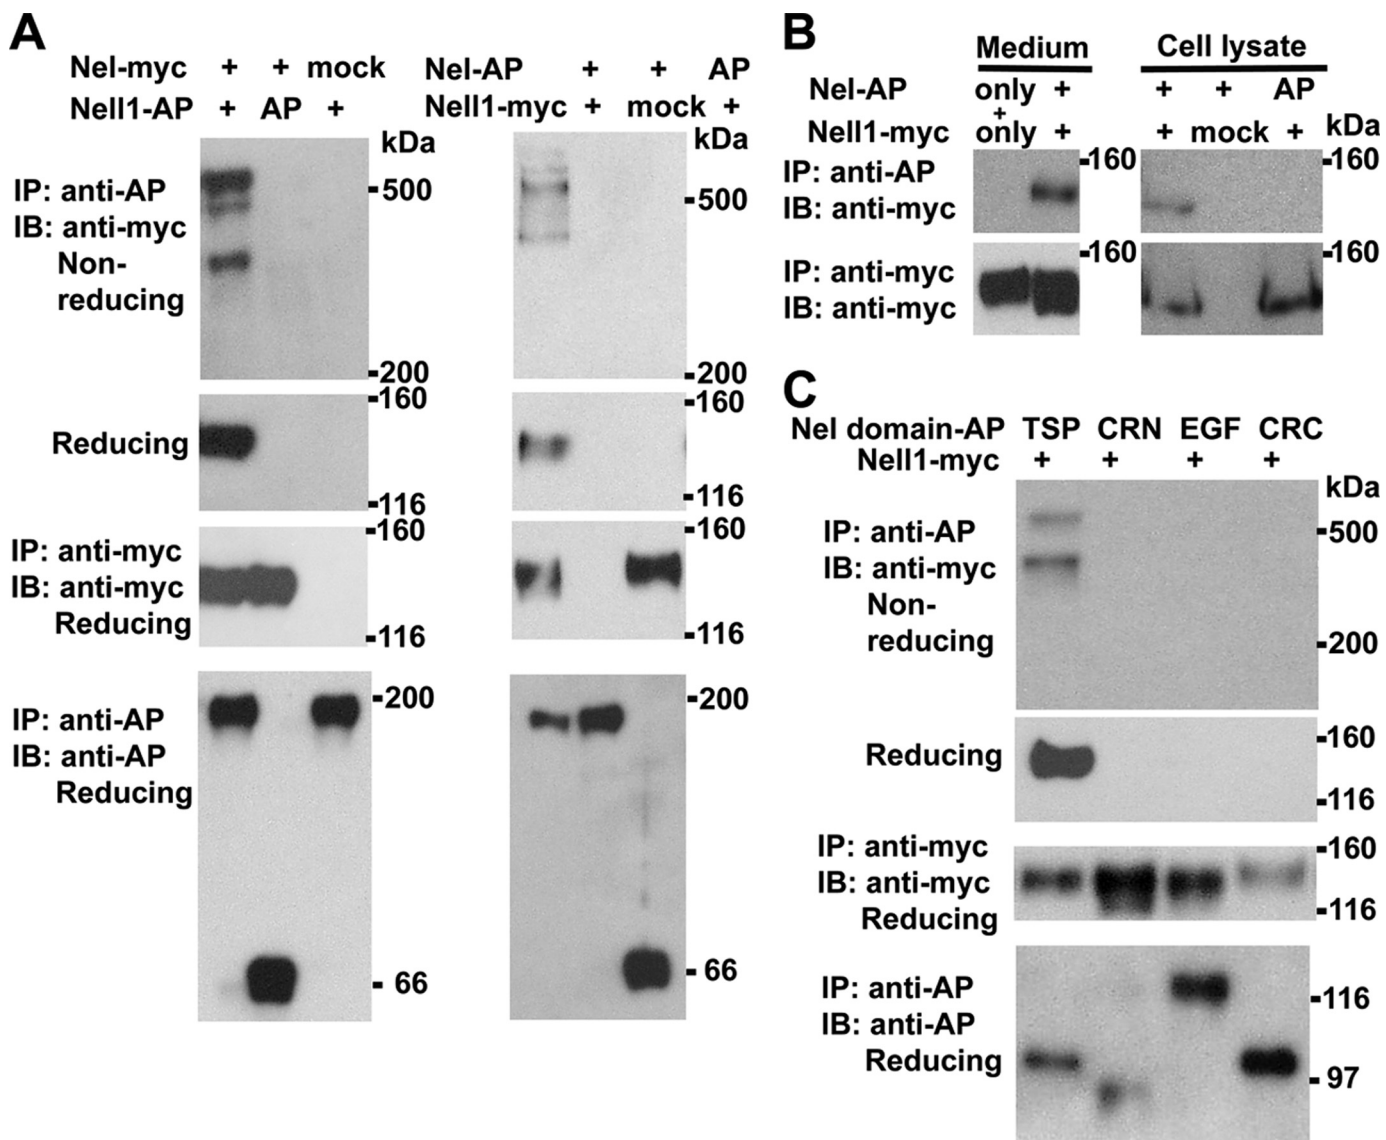 A
Nel-myc + + mock
Nell1-AP + AP +
kDa
IP: anti-AP
IB: anti-myc
Non-
reducing
500
200
Reducing
160
116
IP: anti-myc
IB: anti-myc
Reducing
160
116
IP: anti-AP
IB: anti-AP
Reducing
200
66
Nel-AP + + AP
Nell1-myc + mock +
kDa
500
200
160
116
160
116
200
66
B
Medium Cell lysate
Nel-AP only + + + AP
+
Nell1-myc only + + mock + kDa
IP: anti-AP
IB: anti-myc
160 160
IP: anti-myc
IB: anti-myc
160 160
C
Nel domain-AP TSP CRN EGF CRC
Nell1-myc + + + +
kDa
IP: anti-AP
IB: anti-myc
Non-
reducing
500
200
Reducing
160
116
IP: anti-myc
IB: anti-myc
Reducing
160
116
IP: anti-AP
IB: anti-AP
Reducing
116
97